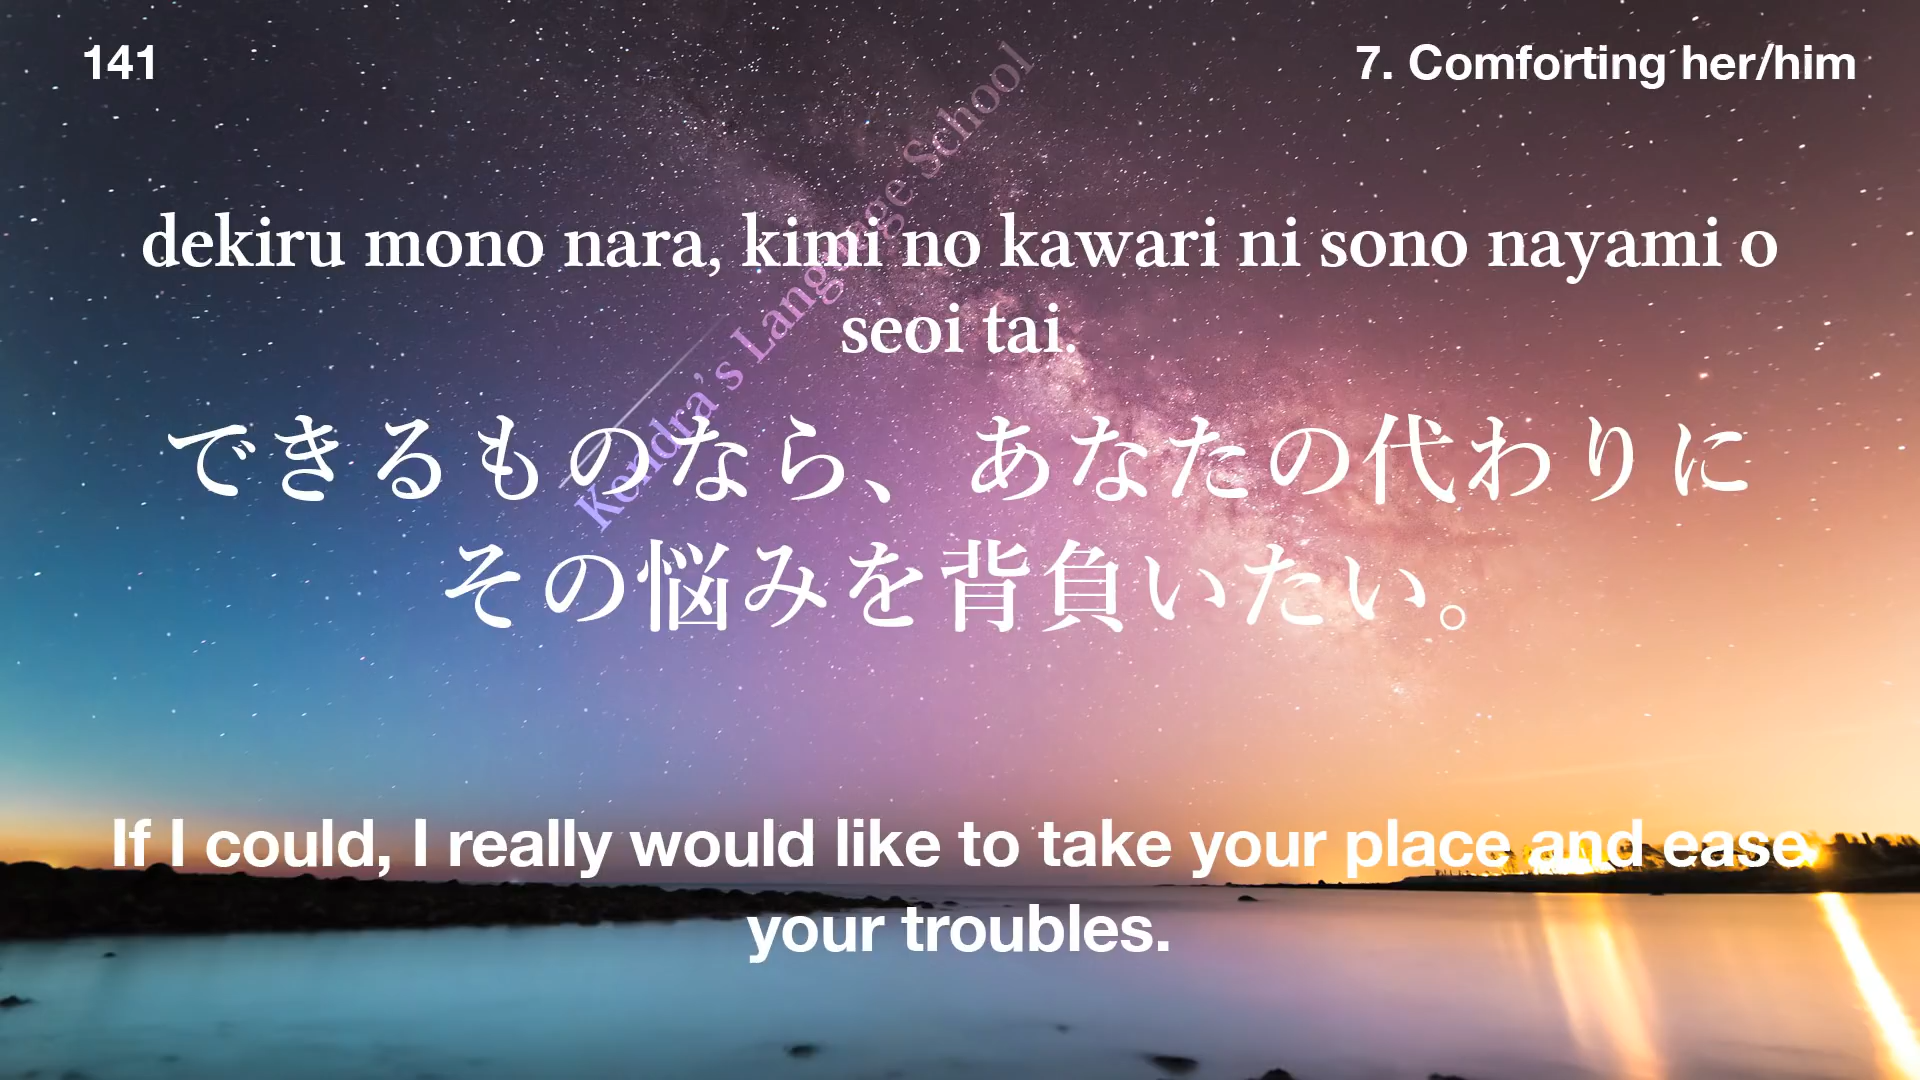 141
7. Comforting her/him
Kendra's Language School
dekiru mono nara, kimi no kawari ni sono nayami o
seoi tai.
できるものなら、あなたの代わりに
その悩みを背負いたい。
If I could, I really would like to take your place and ease
your troubles.